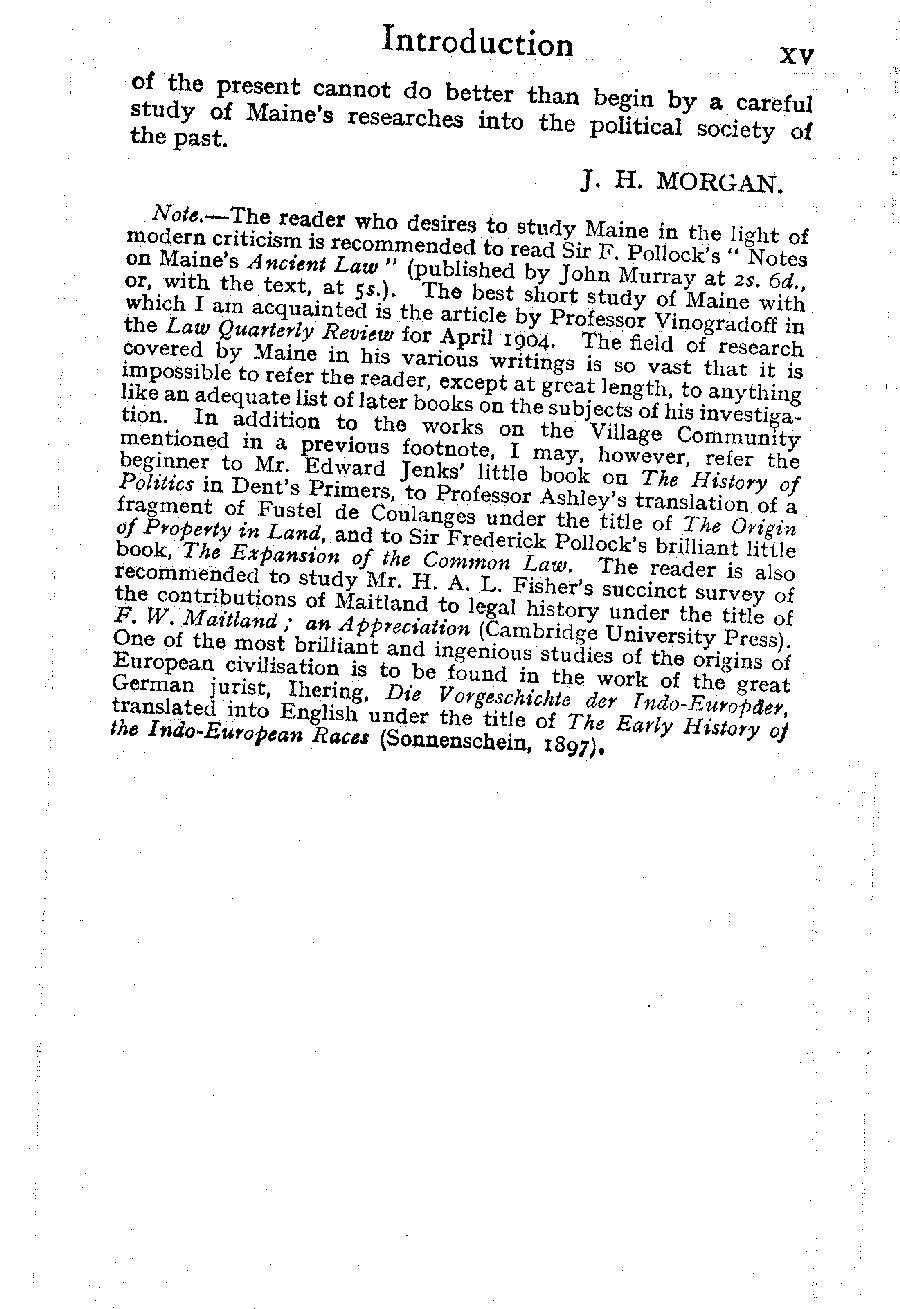 Introduction
xv
of the present cannot do better than begin by a careful
study of Maine's researches into the political society of
the past.
J. H. MORGAN.
Note.—The reader who desires to study Maine in the light of
modern criticism is recommended to read Sir F. Pollock's " Notes
on Maine's Ancient Law " (published by John Murray at 2s. 6d.,
or, with the text, at 5s.). The best short study of Maine with
which I am acquainted is the article by Professor Vinogradoff in
the Law Quarterly Review for April 1904. The field of research
covered by Maine in his various writings is so vast that it is
impossible to refer the reader, except at great length, to anything
like an adequate list of later books on the subjects of his investiga-
tion. In addition to the works on the Village Community
mentioned in a previous footnote, I may, however, refer the
beginner to Mr. Edward Jenks' little book on The History of
Politics in Dent's Primers, to Professor Ashley's translation of a
fragment of Fustel de Coulanges under the title of The Origin
of Property in Land, and to Sir Frederick Pollock's brilliant little
book, The Expansion of the Common Law. The reader is also
recommended to study Mr. H. A. L. Fisher's succinct survey of
the contributions of Maitland to legal history under the title of
F. W. Maitland ; an Appreciation (Cambridge University Press).
One of the most brilliant and ingenious studies of the origins of
European civilisation is to be found in the work of the great
German jurist, Ihering, Die Vorgeschichte der Indo-Europäer,
translated into English under the title of The Early History of
the Indo-European Races (Sonnenschein, 1897).